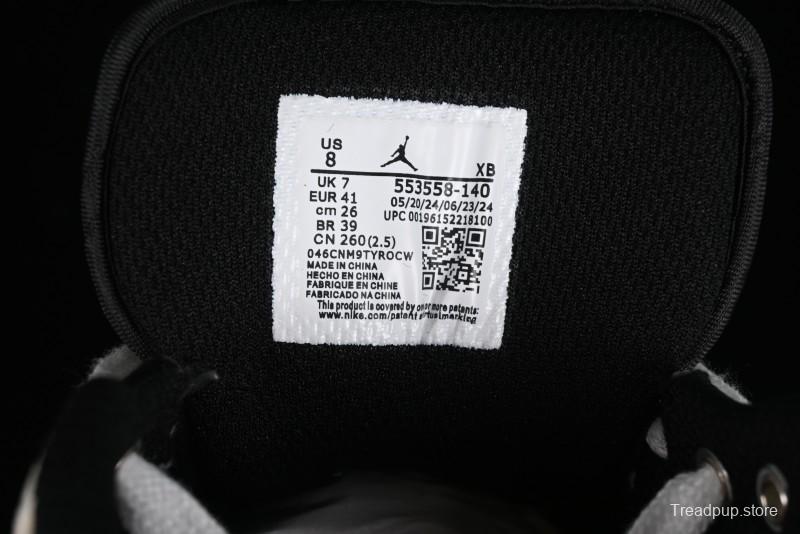 US
8
XB
UK 7
553558-140
EUR 41
05/20/24/06/23/24
cm 26
UPC 00196152218100
BR 39
CN 260(2.5)
046CNM9TYROCW
MADE IN CHINA
HECHO EN CHINA
FABRIQUE EN CHINE
FABRICADO NA CHINA
This product is covered by one or more patents:
www.nike.com/patent virtualmarking
Treadpup.store